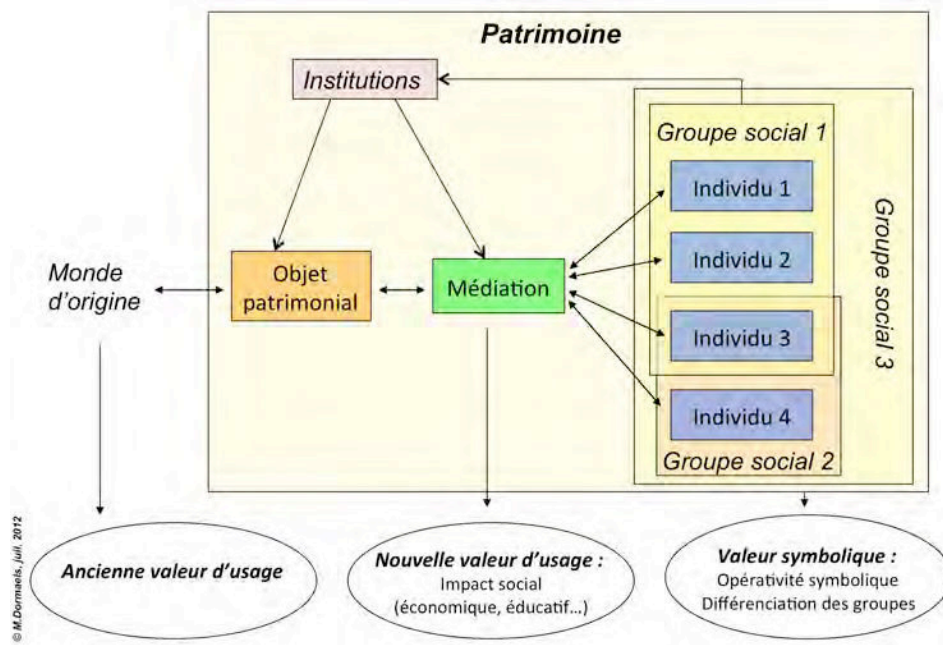 Patrimoine
Institutions
Groupe social 1
Individu 1
Individu 2
Individu 3
Individu 4
Groupe social 2
Groupe social 3
Monde
d'origine
Objet
patrimonial
Médiation
Ancienne valeur d'usage
Nouvelle valeur d'usage :
Impact social
(économique, éducatif...)
Valeur symbolique :
Opérativité symbolique
Différenciation des groupes
© M.Dormaels, juil. 2012